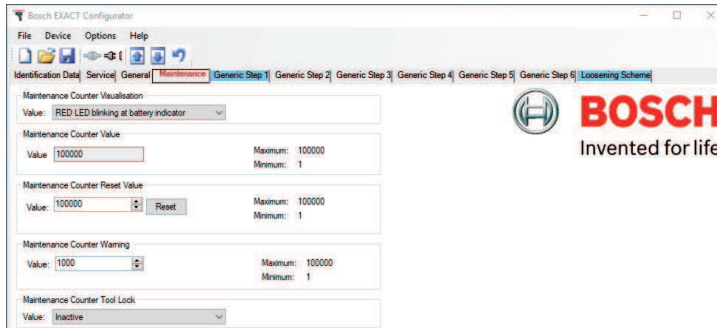 Bosch EXACT Configurator
File Device Options Help
Identification Data Service General Maintenance Generic Step 1 Generic Step 2 Generic Step 3 Generic Step 4 Generic Step 5 Generic Step 6 Loosening Scheme
Maintenance Counter Visualisation
Value: RED LED blinking at battery indicator
BOSCH
Invented for life
Maintenance Counter Value
Value 100000 Maximum: 100000
Minimum: 1
Maintenance Counter Reset Value
Value: 100000 Reset Maximum: 100000
Minimum: 1
Maintenance Counter Warning
Value: 1000 Maximum: 100000
Minimum: 1
Maintenance Counter Tool Lock
Value: Inactive